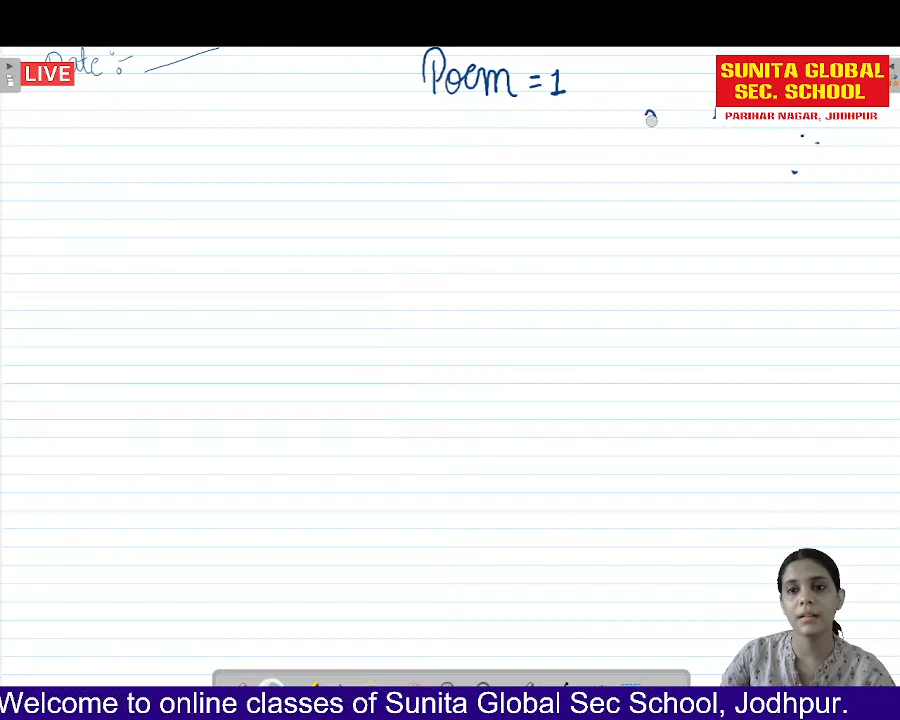 Date :-
Poem = 1
LIVE
SUNITA GLOBAL
SEC. SCHOOL
PARIHAR NAGAR, JODHPUR
Welcome to online classes of Sunita Global Sec School, Jodhpur.